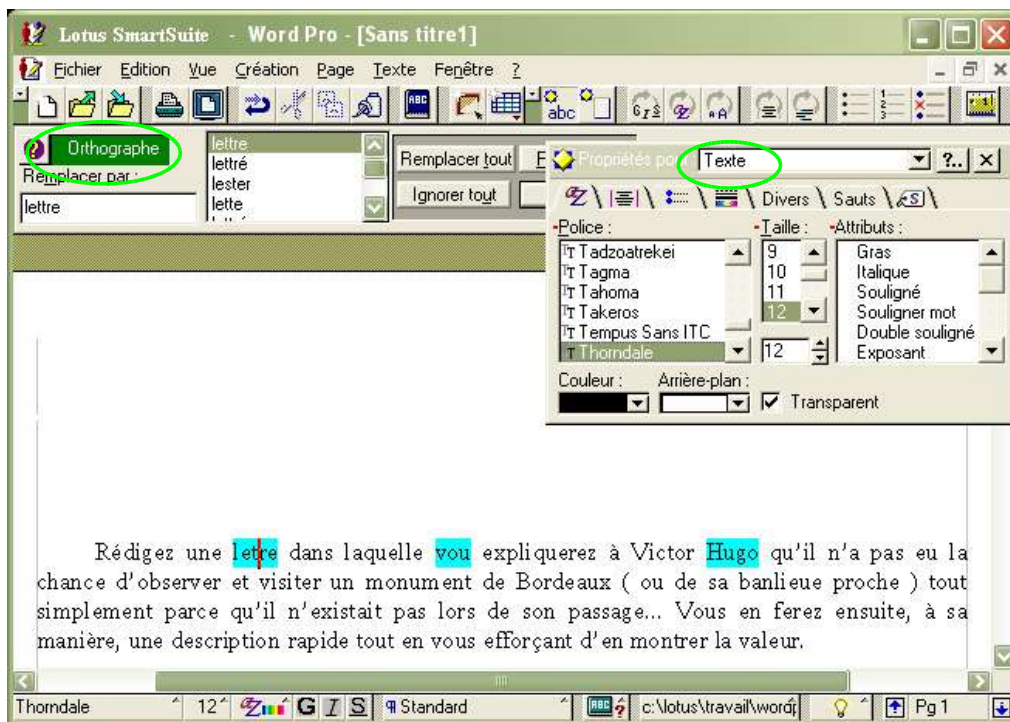 Lotus SmartSuite - Word Pro - [Sans titre1]
Fichier Edition Vue Création Page Texte Fenêtre ?
Orthographe
Remplacer par :
lettre
lettre
lettré
lester
lette
Remplacer tout
Ignorer tout
Propriétés pour Texte
Divers Sauts
Police : Taille : Attributs :
Tadzoatrekei 9 Gras
Tagma 10 Italique
Tahoma 11 Souligné
Takeros 12 Souligner mot
Tempus Sans ITC Double souligné
Thorndale 12 Exposant
Couleur : Arrière-plan :
Transparent
Rédigez une letre dans laquelle vou expliquerez à Victor Hugo qu'il n'a pas eu la
chance d'observer et visiter un monument de Bordeaux ( ou de sa banlieue proche ) tout
simplement parce qu'il n'existait pas lors de son passage... Vous en ferez ensuite, à sa
manière, une description rapide tout en vous efforçant d'en montrer la valeur.
Thorndale 12 G I S ¶ Standard c:\lotus\travail\wordp Pg 1